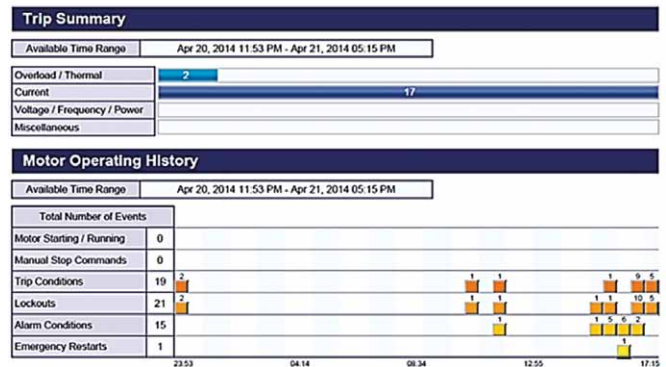 Trip Summary
Available Time Range Apr 20, 2014 11:53 PM - Apr 21, 2014 05:15 PM
Overload / Thermal 2
Current 17
Voltage / Frequency / Power
Miscellaneous
Motor Operating History
Available Time Range Apr 20, 2014 11:53 PM - Apr 21, 2014 05:15 PM
Total Number of Events
Motor Starting / Running 0
Manual Stop Commands 0
Trip Conditions 19 2 1 1 1 9 5
Lockouts 21 2 1 1 1 1 10 5
Alarm Conditions 15 1 1 5 6 2
Emergency Restarts 1 1
23:53 04:14 08:34 12:55 17:15